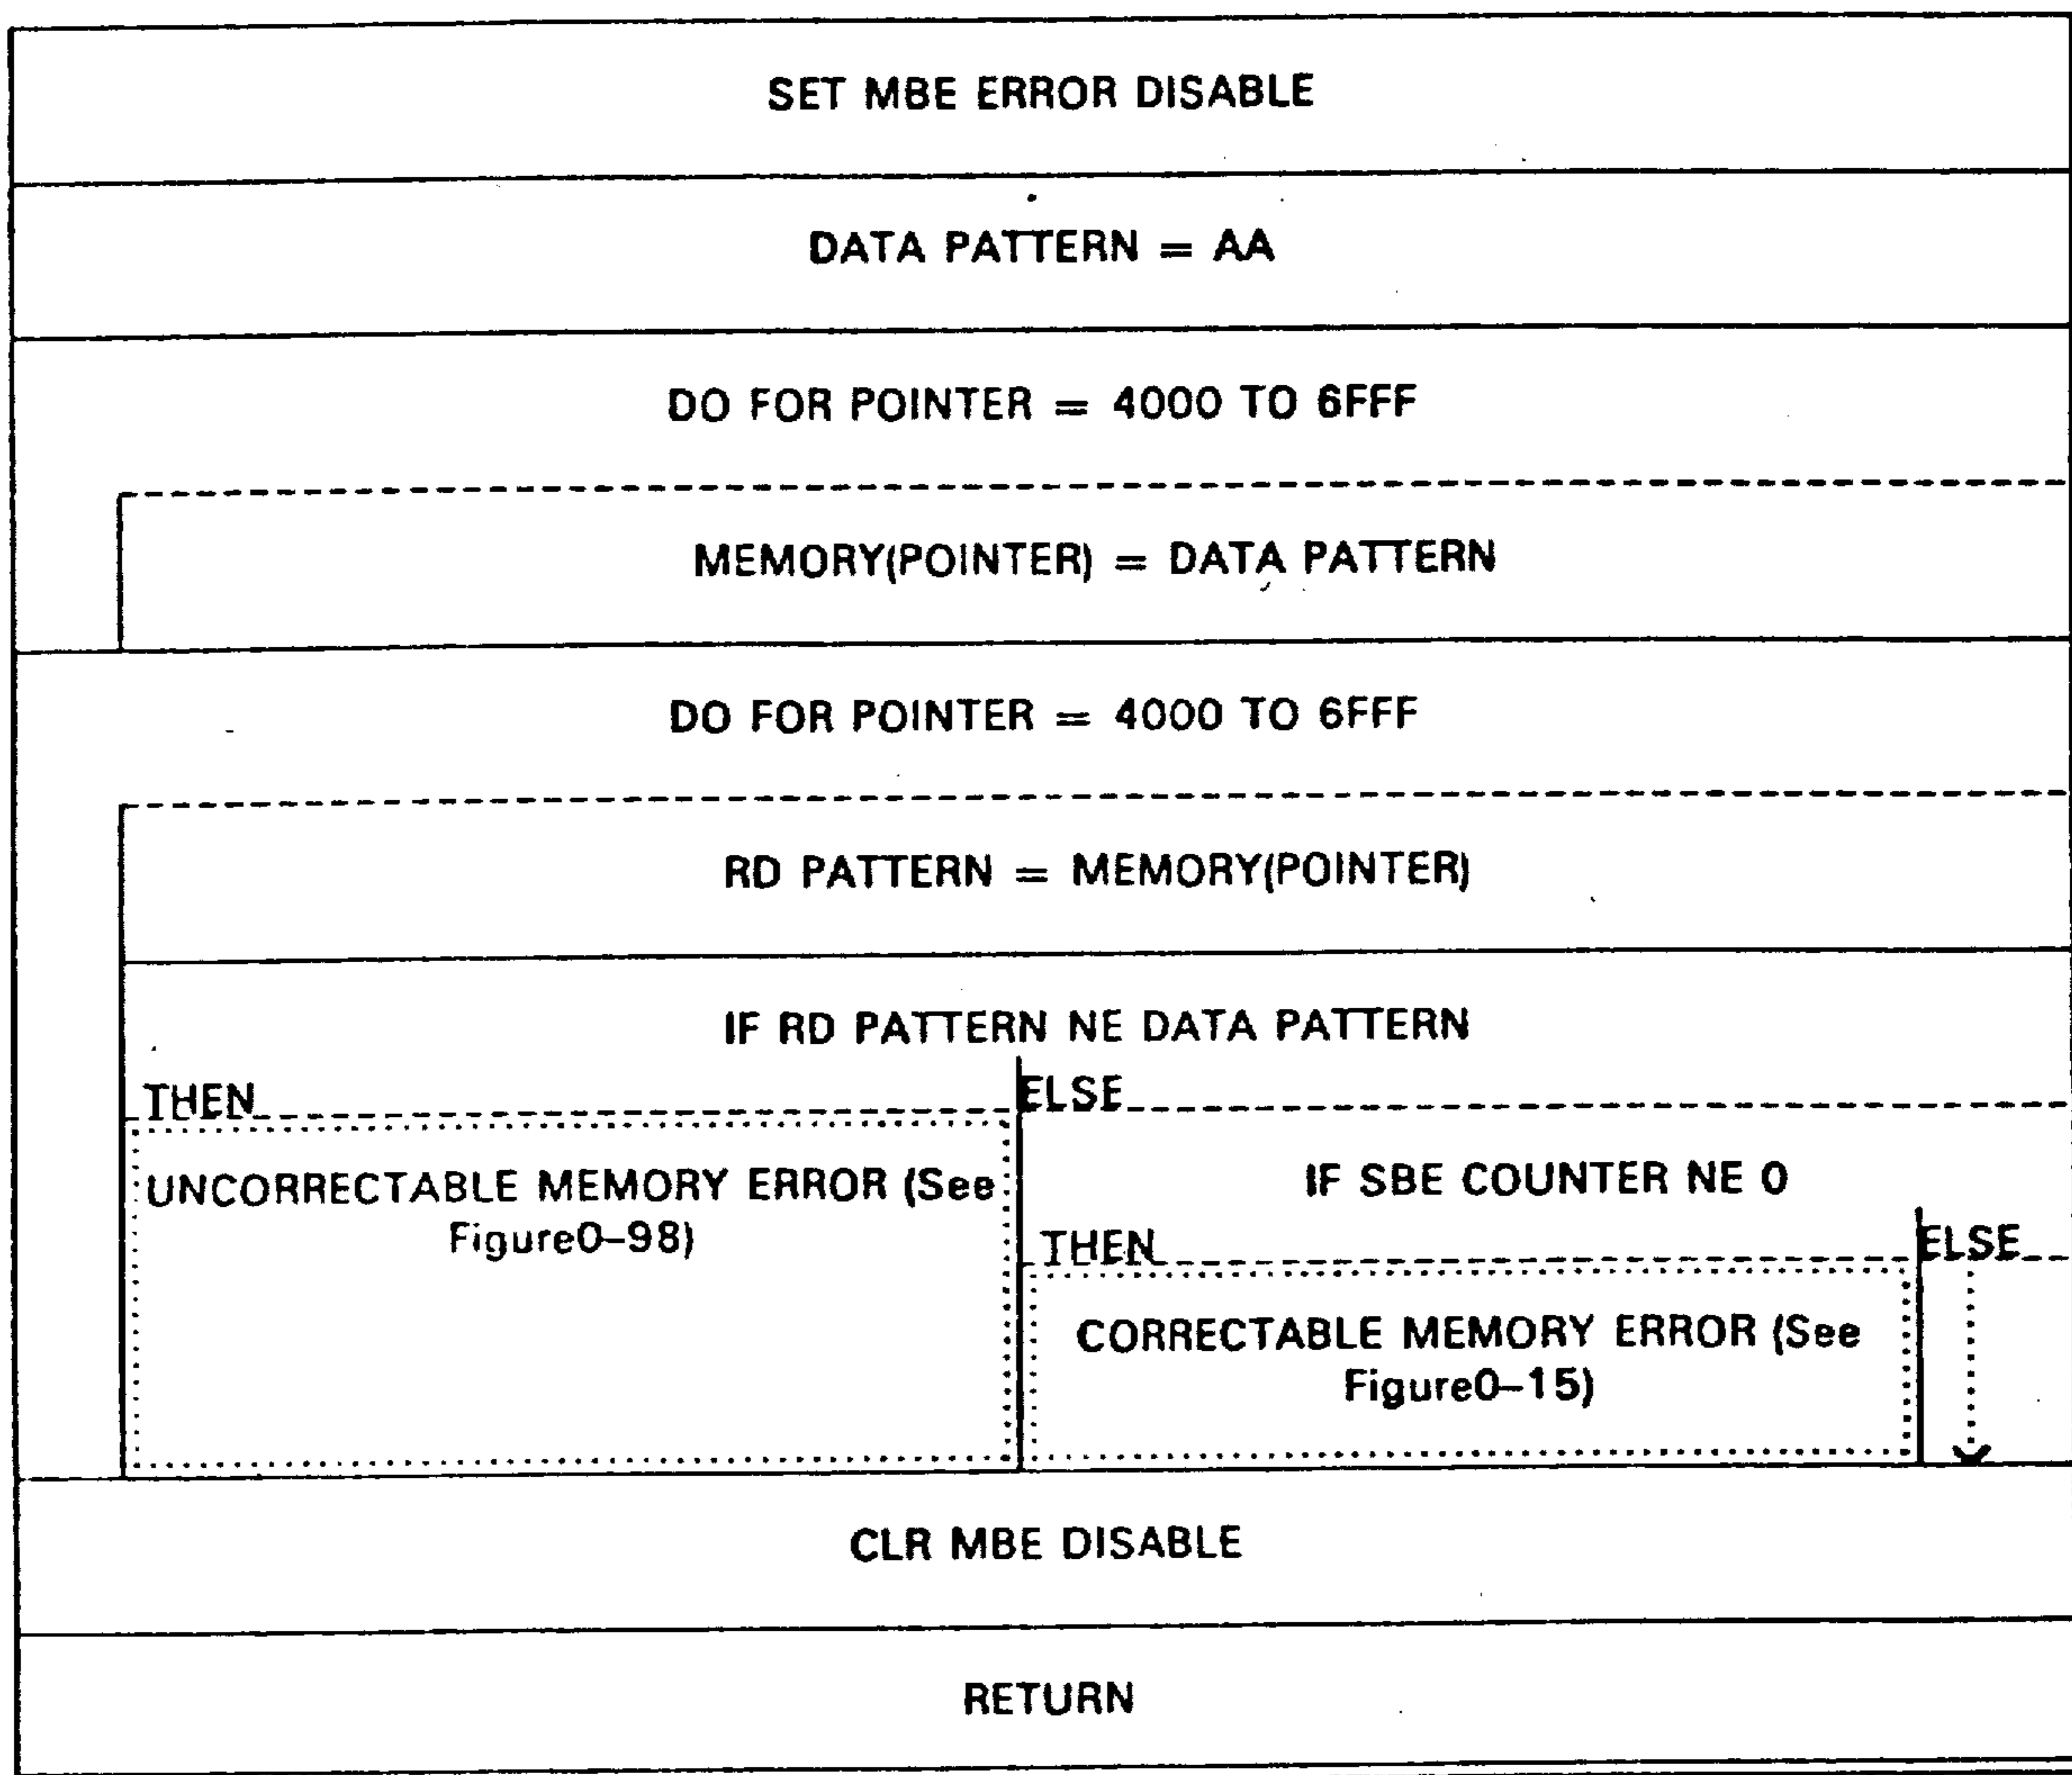 SET MBE ERROR DISABLE
DATA PATTERN = AA
DO FOR POINTER = 4000 TO 6FFF
MEMORY(POINTER) = DATA PATTERN
DO FOR POINTER = 4000 TO 6FFF
RD PATTERN = MEMORY(POINTER)
IF RD PATTERN NE DATA PATTERN
THEN
ELSE
UNCORRECTABLE MEMORY ERROR (See
Figure0–98)
IF SBE COUNTER NE 0
THEN
ELSE
CORRECTABLE MEMORY ERROR (See
Figure0–15)
CLR MBE DISABLE
RETURN